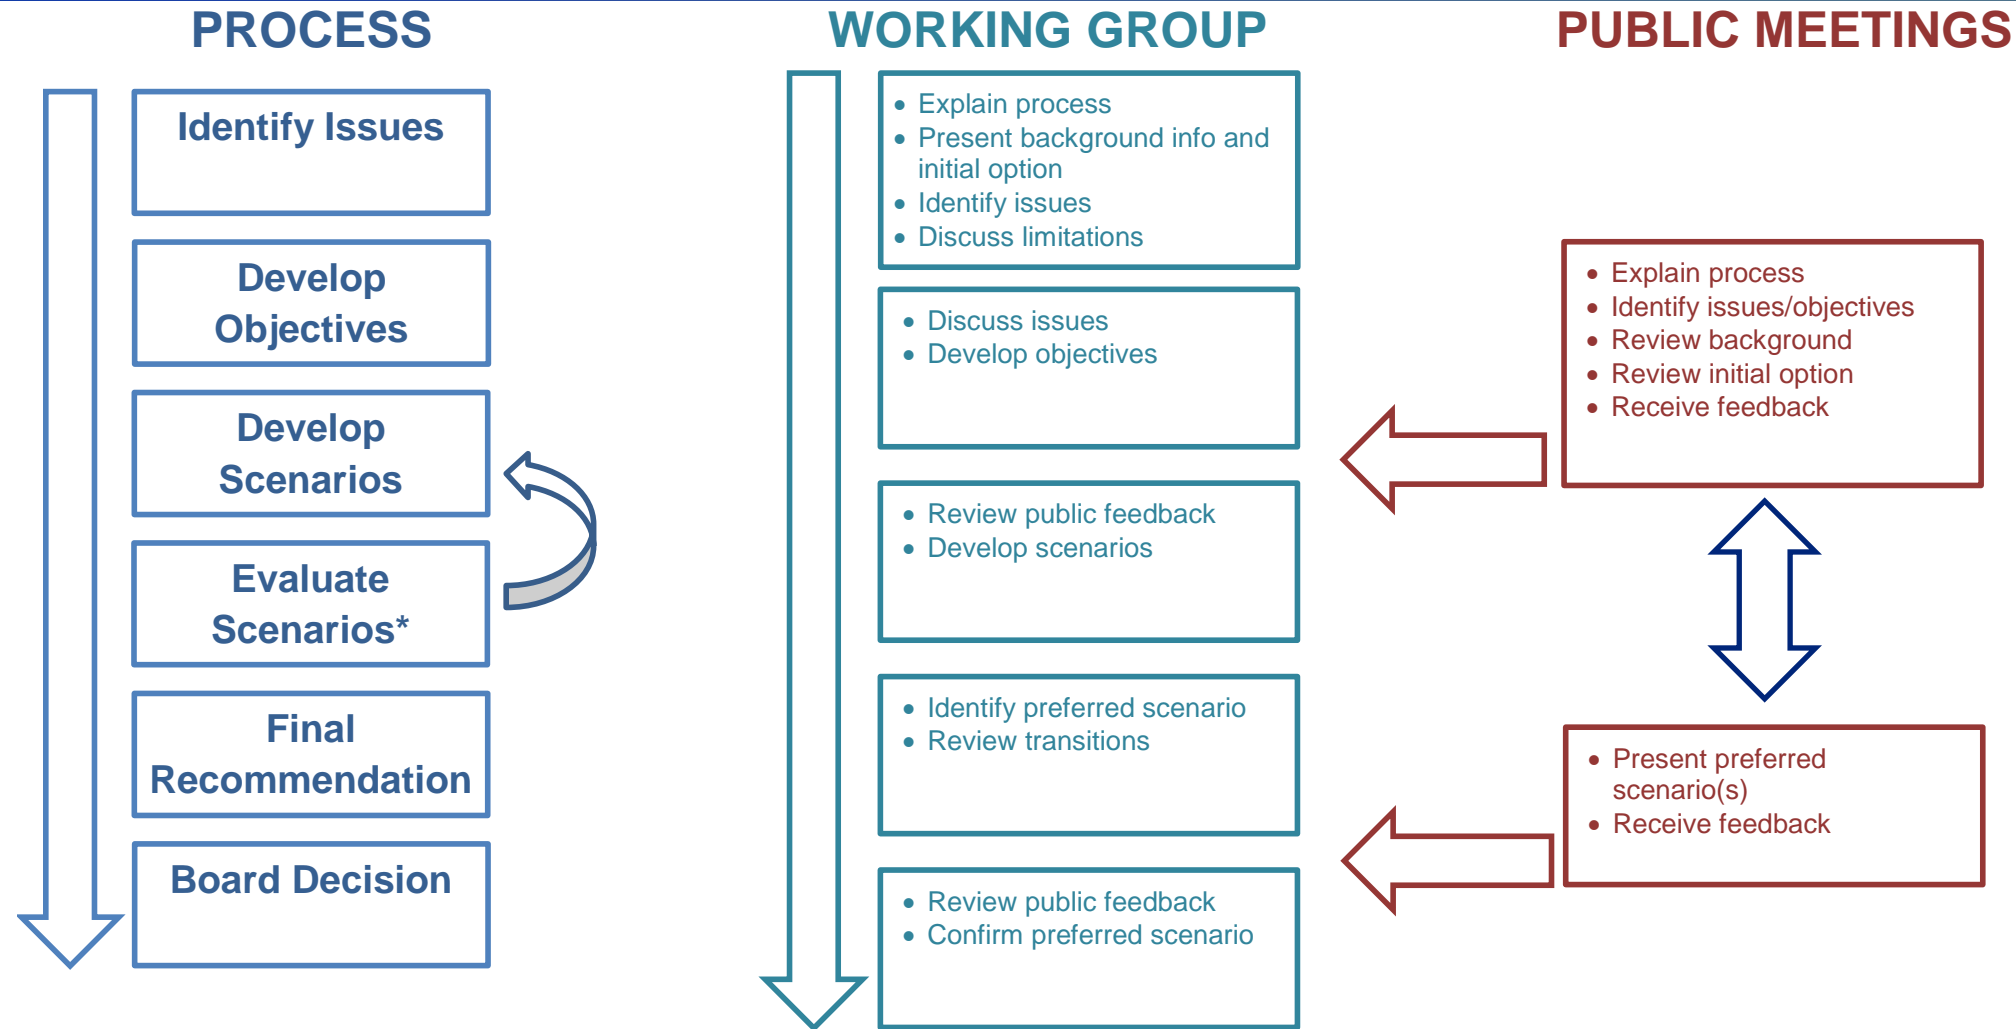 PROCESS
Identify Issues
Develop
Objectives
Develop
Scenarios
Evaluate
Scenarios*
Final
Recommendation
Board Decision
WORKING GROUP
• Explain process
• Present background info and
initial option
• Identify issues
• Discuss limitations
• Discuss issues
• Develop objectives
• Review public feedback
• Develop scenarios
• Identify preferred scenario
• Review transitions
• Review public feedback
• Confirm preferred scenario
PUBLIC MEETINGS
• Explain process
• Identify issues/objectives
• Review background
• Review initial option
• Receive feedback
• Present preferred
scenario(s)
• Receive feedback